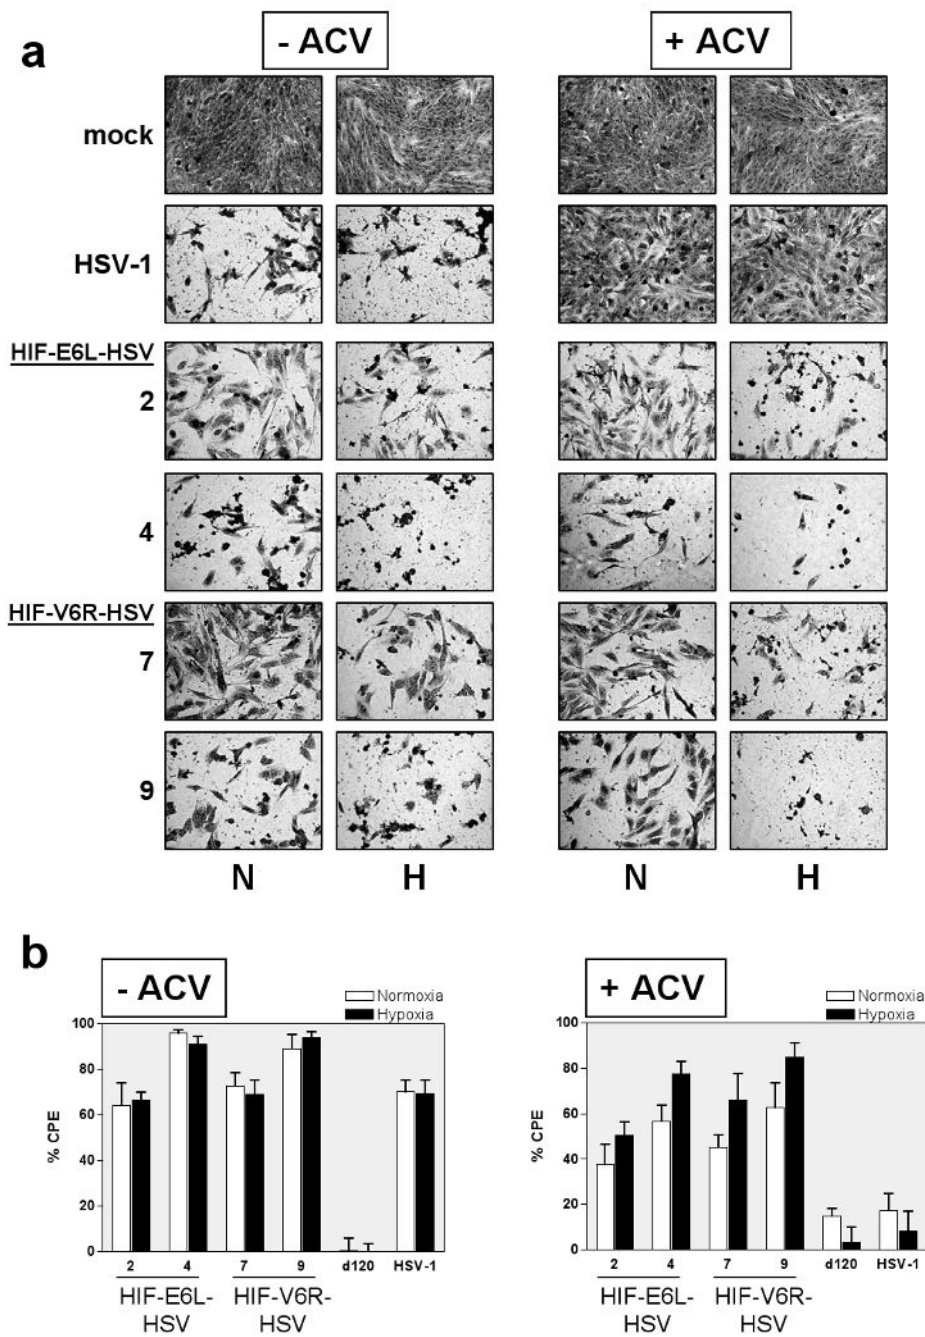 a
- ACV
+ ACV
mock
HSV-1
HIF-E6L-HSV
2
4
HIF-V6R-HSV
7
9
N H N H
b
- ACV
Normoxia
Hypoxia
100
80
60
40
20
0
% CPE
2 4 7 9 d120 HSV-1
HIF-E6L- HIF-V6R-
HSV HSV
+ ACV
Normoxia
Hypoxia
100
80
60
40
20
0
% CPE
2 4 7 9 d120 HSV-1
HIF-E6L- HIF-V6R-
HSV HSV